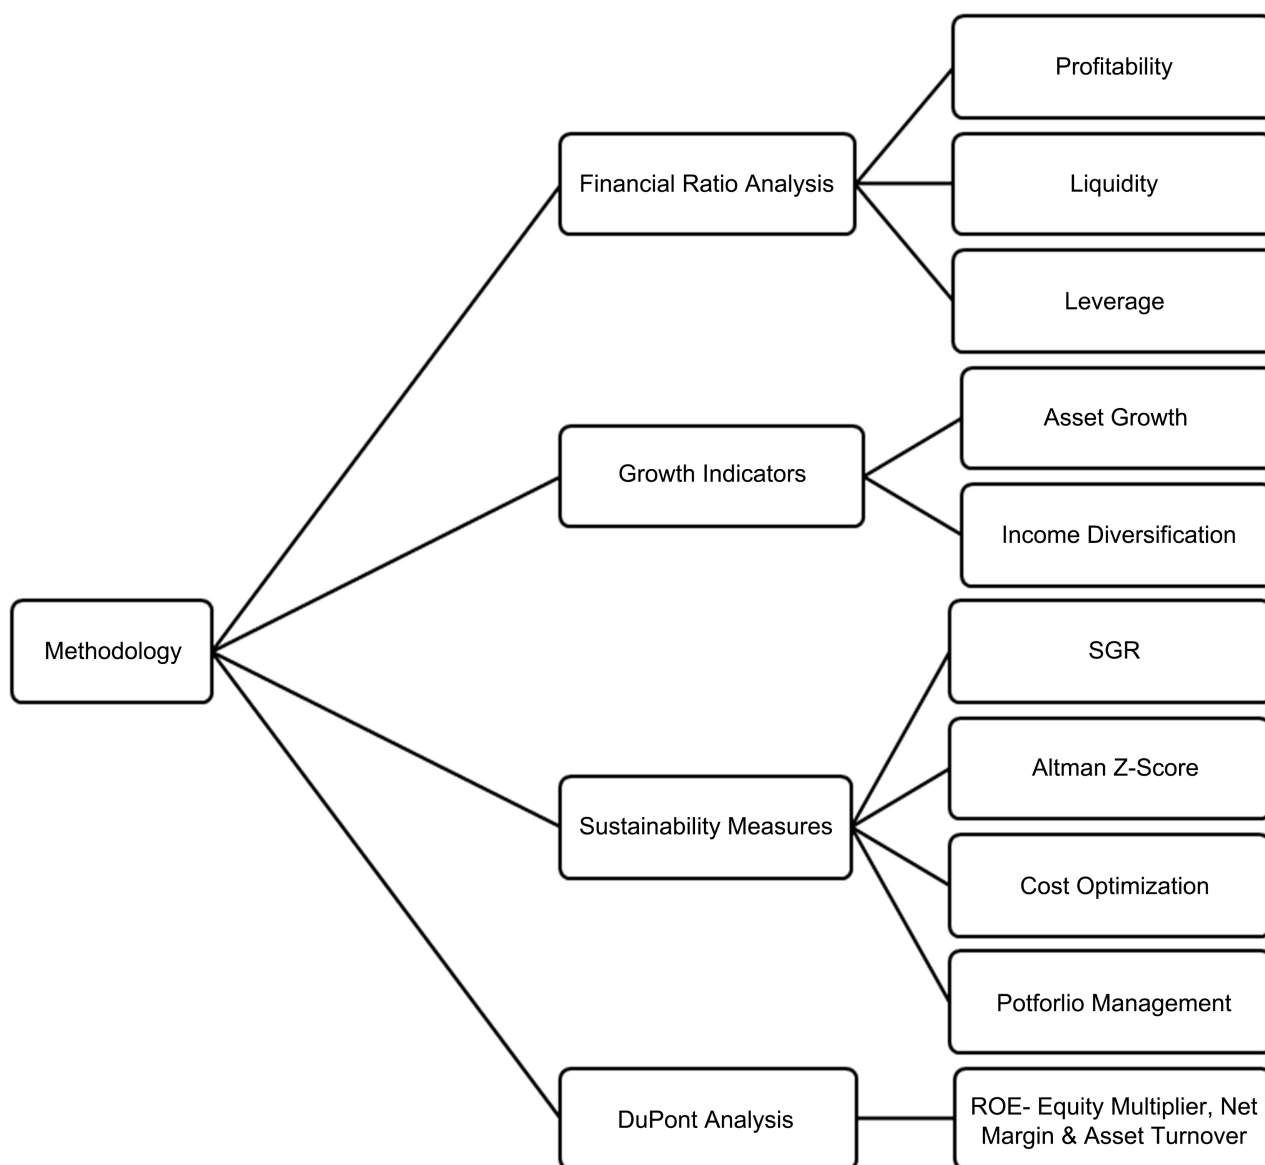 Profitability
Financial Ratio Analysis
Liquidity
Leverage
Asset Growth
Growth Indicators
Income Diversification
Methodology
SGR
Altman Z-Score
Sustainability Measures
Cost Optimization
Potforlio Management
DuPont Analysis
ROE- Equity Multiplier, Net
Margin & Asset Turnover